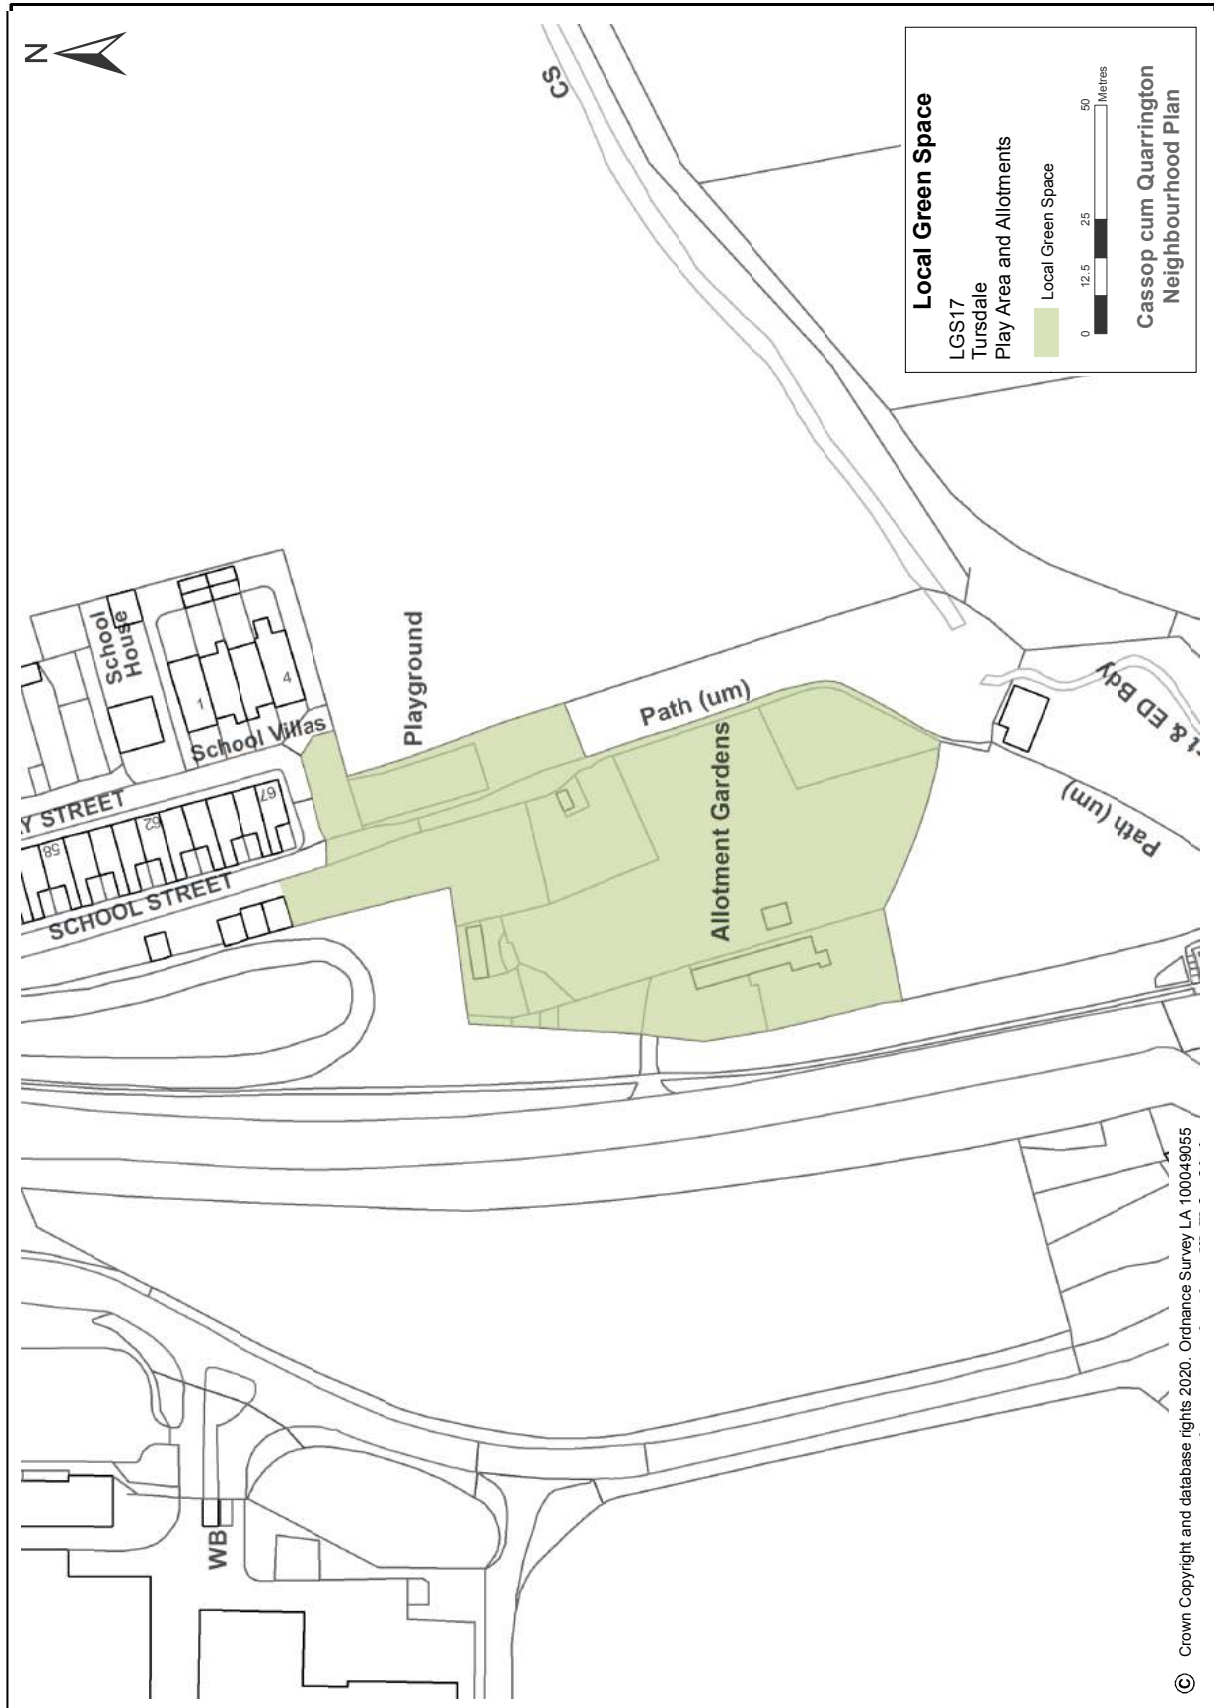 N
CS
School
House
1
4
School Villas
Y STREET
58
62
67
SCHOOL STREET
Playground
Path (um)
Allotment Gardens
Path (um)
t & ED Bdy
WB
Local Green Space
LGS17
Tursdale
Play Area and Allotments
Local Green Space
0 12.5 25 50
Metres
Cassop cum Quarrington
Neighbourhood Plan
© Crown Copyright and database rights 2020. Ordnance Survey LA 100049055